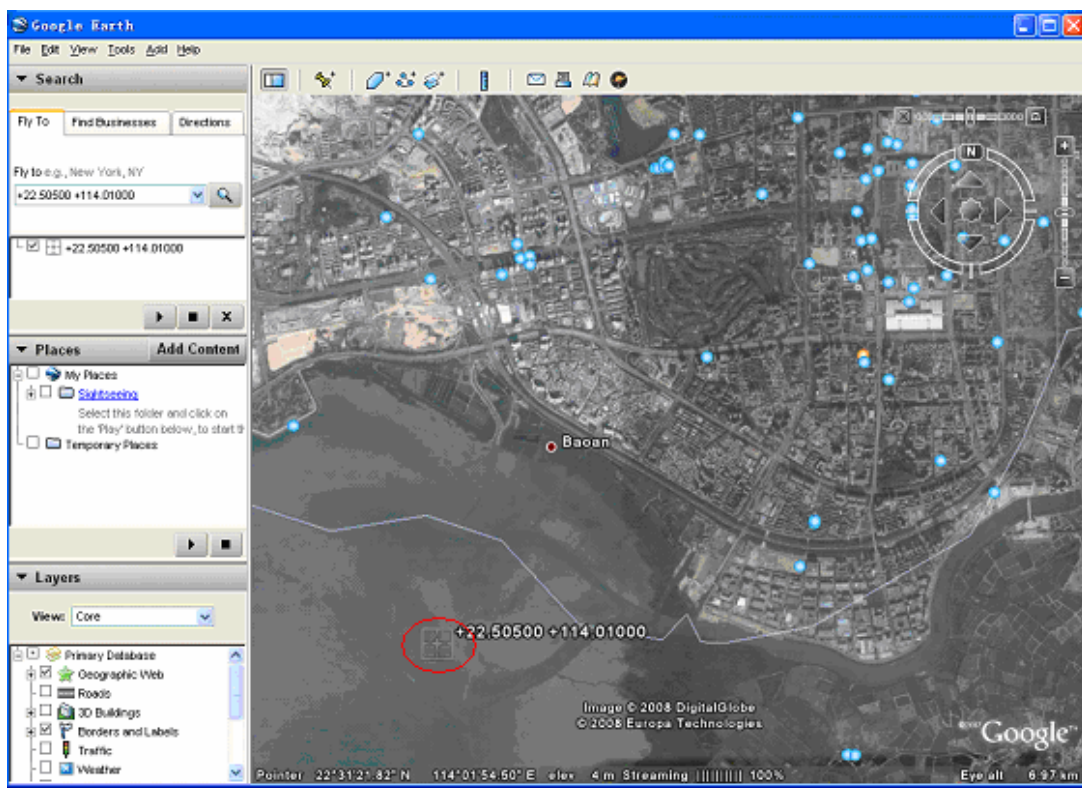 Google Earth
File Edit View Tools Add Help
Search
Fly To Find Businesses Directions
Fly to e.g., New York, NY
+22.50500 +114.01000
+22.50500 +114.01000
Places Add Content
My Places
Sightseeing
Select this folder and click on
the 'Play' button below, to start th
Temporary Places
Layers
View: Core
Primary Database
Geographic Web
Roads
3D Buildings
Borders and Labels
Traffic
Weather
N
Baoan
+22.50500 +114.01000
Image © 2008 DigitalGlobe
© 2008 Europa Technologies
Google
Pointer 22°31'21.82" N 114°01'54.50" E elev 4 m Streaming |||||||||| 100% Eye alt 6.97 km